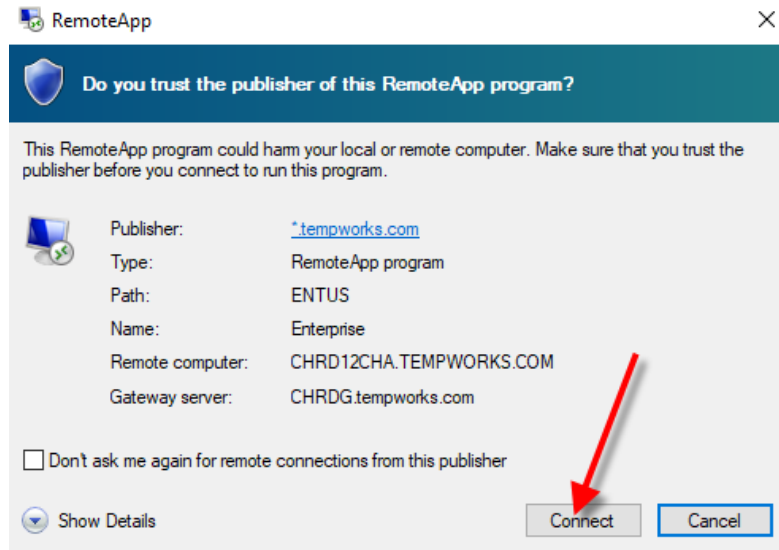 RemoteApp
Do you trust the publisher of this RemoteApp program?
This RemoteApp program could harm your local or remote computer. Make sure that you trust the
publisher before you connect to run this program.
Publisher: *.tempworks.com
Type: RemoteApp program
Path: ENTUS
Name: Enterprise
Remote computer: CHRD12CHA.TEMPWORKS.COM
Gateway server: CHRDG.tempworks.com
Don't ask me again for remote connections from this publisher
Show Details Connect Cancel